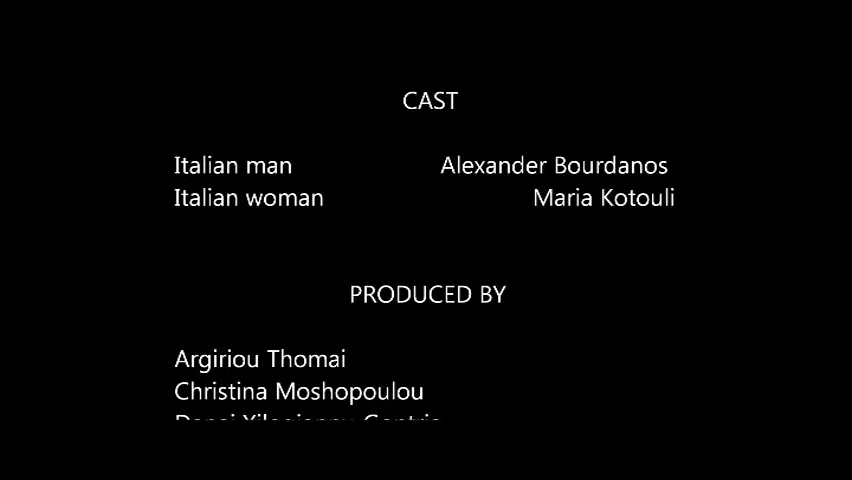 CAST
Italian man Alexander Bourdanos
Italian woman Maria Kotouli
PRODUCED BY
Argiriou Thomai
Christina Moshopoulou